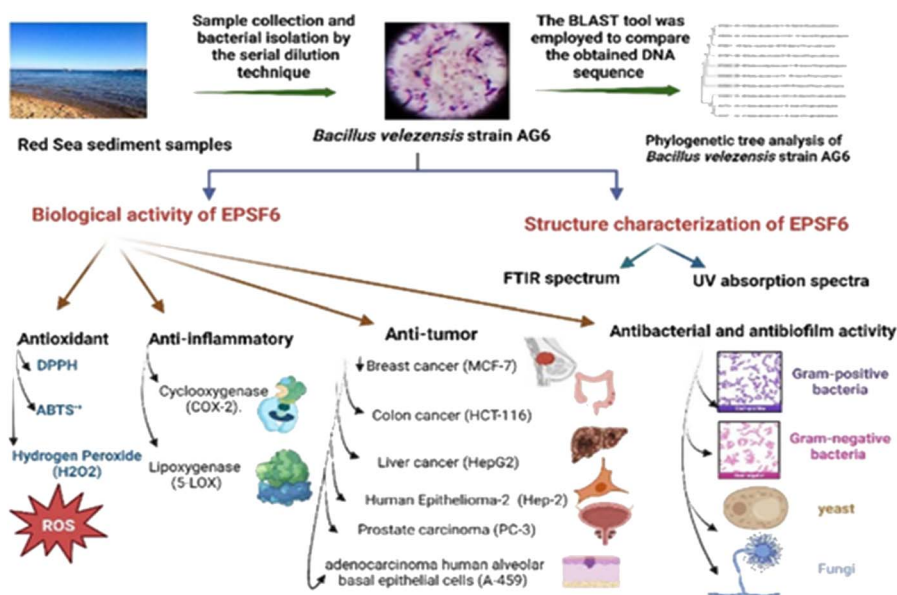 Sample collection and
bacterial isolation by
the serial dilution
technique
The BLAST tool was
employed to compare
the obtained DNA
sequence
Red Sea sediment samples
Bacillus velezensis strain AG6
Phylogenetic tree analysis of
Bacillus velezensis strain AG6
Biological activity of EPSF6
Structure characterization of EPSF6
FTIR spectrum
UV absorption spectra
Antioxidant
DPPH
ABTS·+
Hydrogen Peroxide
(H2O2)
ROS
Anti-inflammatory
Cyclooxygenase
(COX-2).
Lipoxygenase
(5-LOX)
Anti-tumor
Breast cancer (MCF-7)
Colon cancer (HCT-116)
Liver cancer (HepG2)
Human Epithelioma-2 (Hep-2)
Prostate carcinoma (PC-3)
adenocarcinoma human alveolar
basal epithelial cells (A-459)
Antibacterial and antibiofilm activity
Gram-positive
bacteria
Gram-negative
bacteria
yeast
Fungi